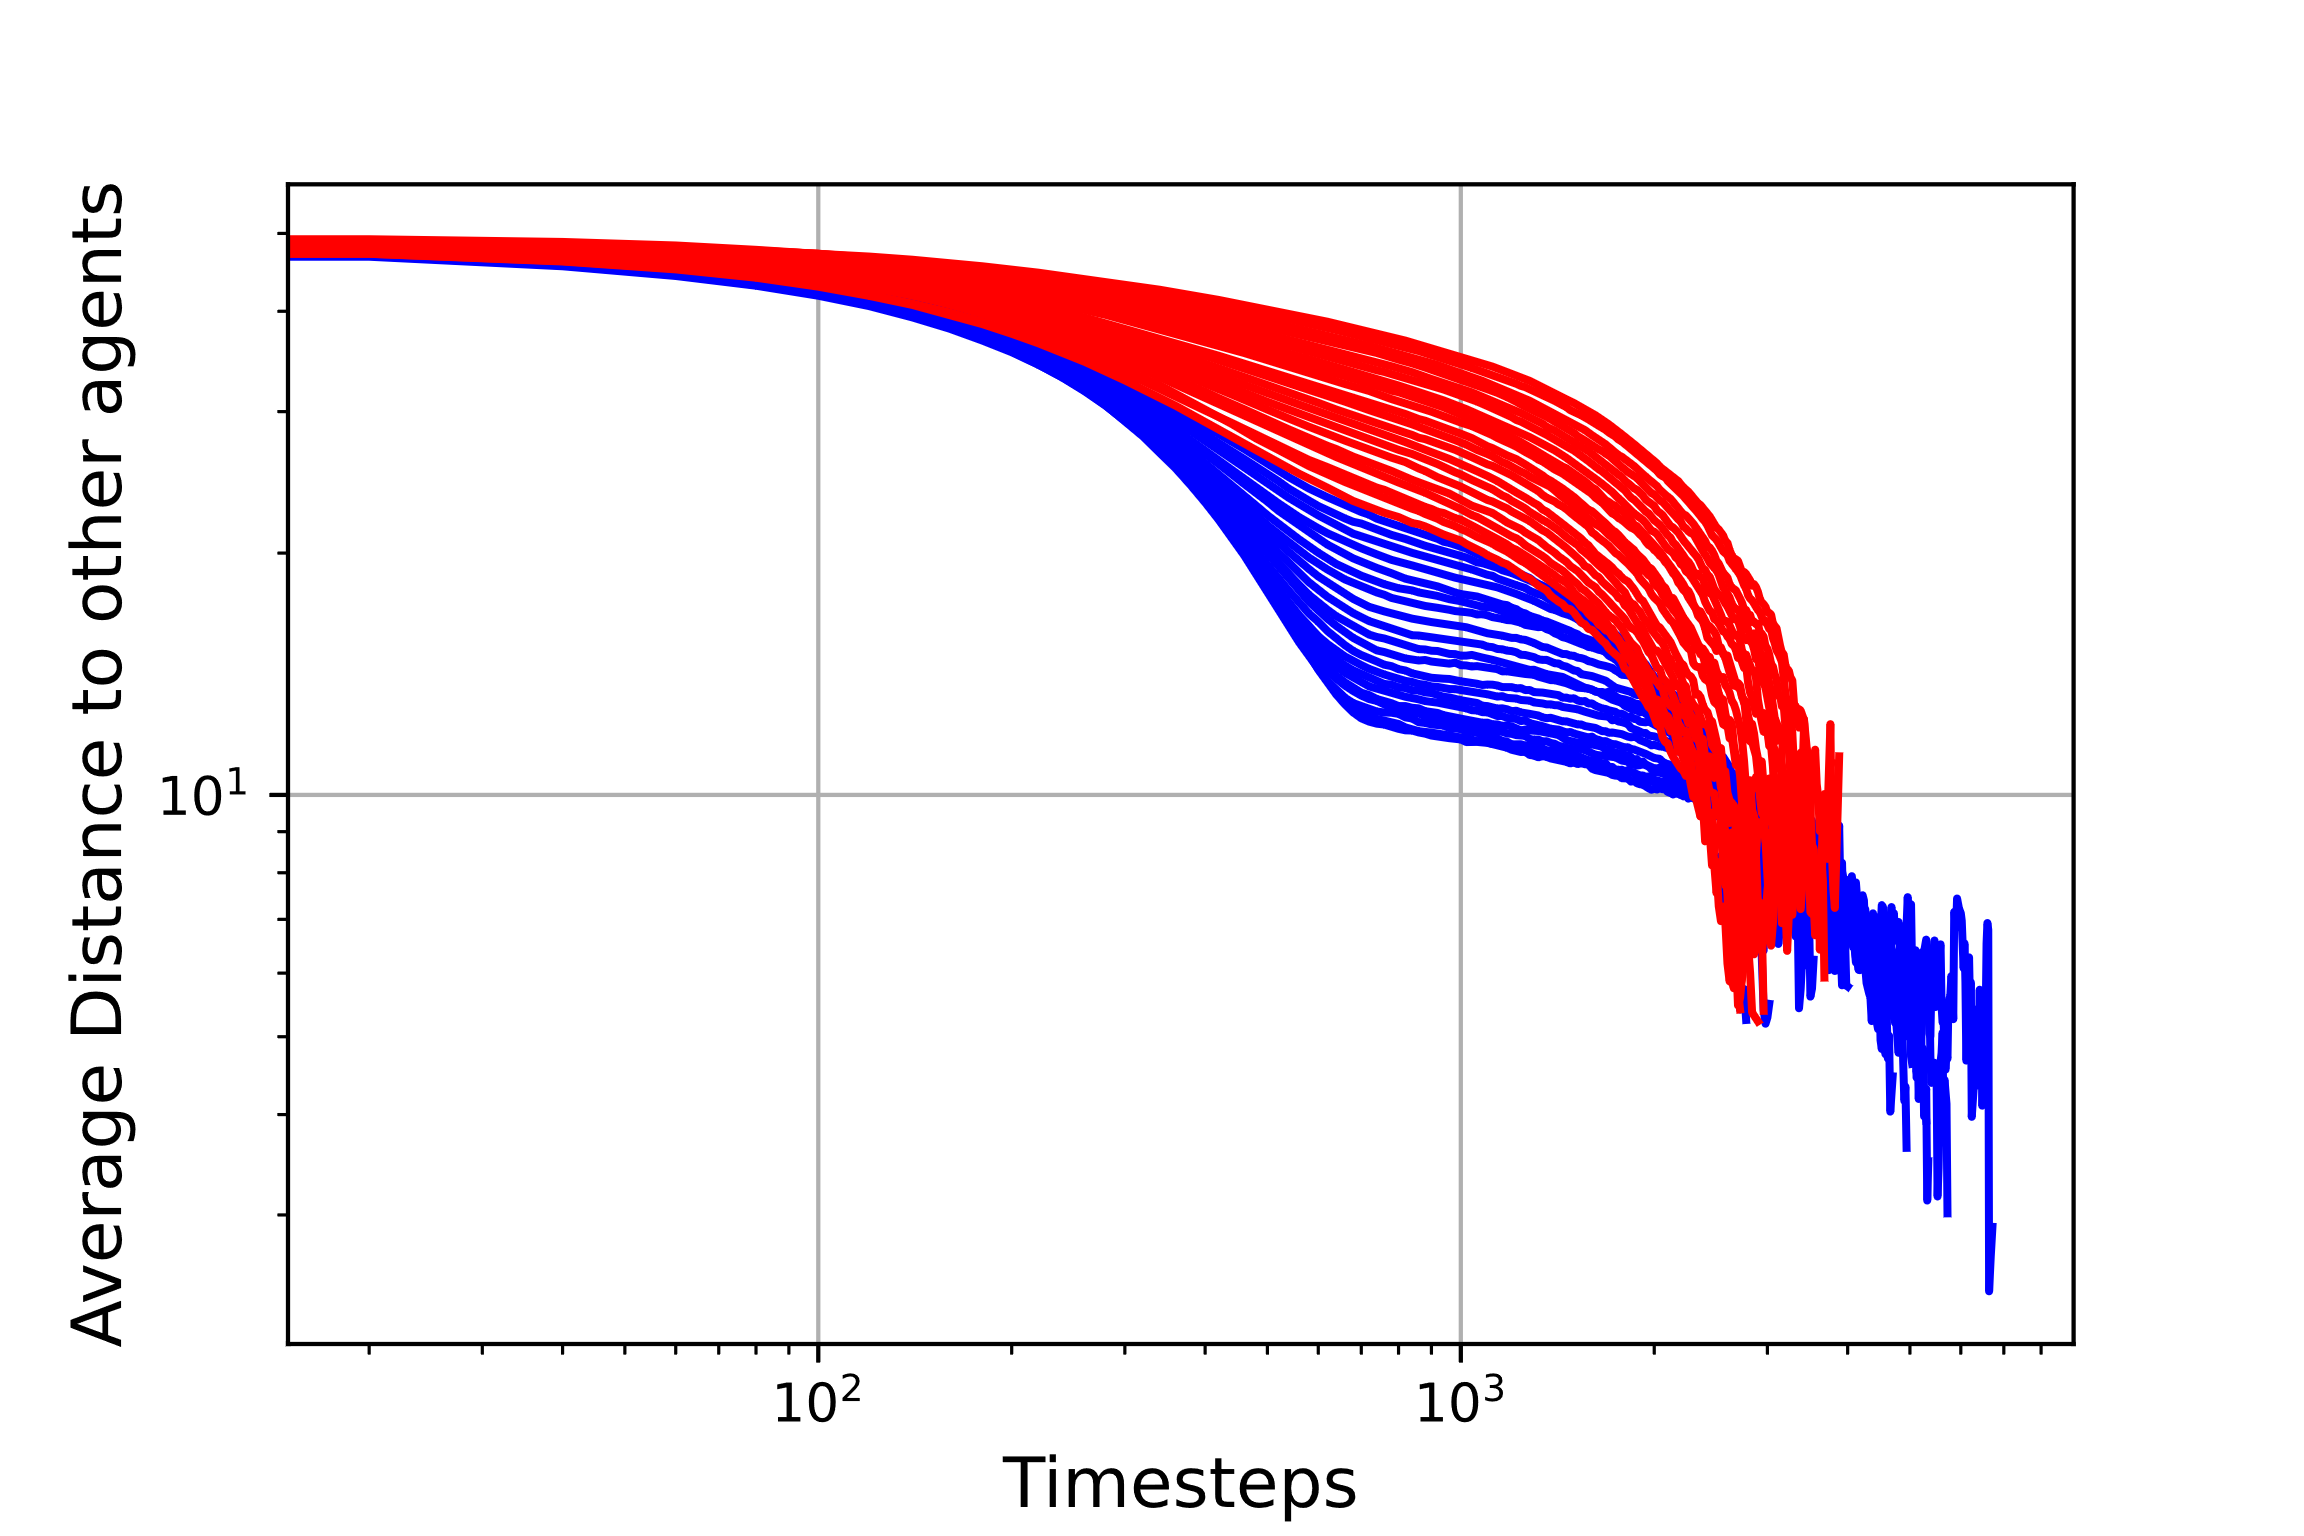 Average Distance to other agents
10¹
10² 10³
Timesteps